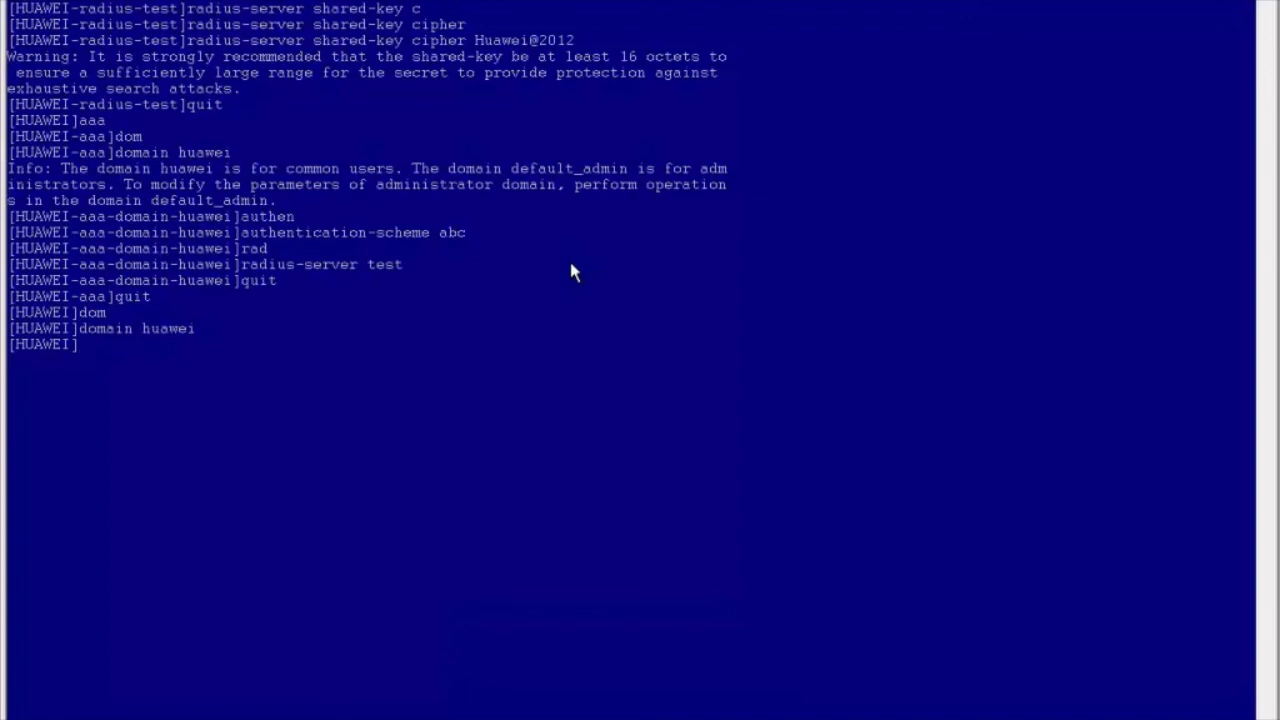 [HUAWEI-radius-test]radius-server shared-key c
[HUAWEI-radius-test]radius-server shared-key cipher
[HUAWEI-radius-test]radius-server shared-key cipher Huawei@2012
Warning: It is strongly recommended that the shared-key be at least 16 octets to
 ensure a sufficiently large range for the secret to provide protection against
exhaustive search attacks.
[HUAWEI-radius-test]quit
[HUAWEI]aaa
[HUAWEI-aaa]dom
[HUAWEI-aaa]domain huawei
Info: The domain huawei is for common users. The domain default_admin is for adm
inistrators. To modify the parameters of administrator domain, perform operation
s in the domain default_admin.
[HUAWEI-aaa-domain-huawei]authen
[HUAWEI-aaa-domain-huawei]authentication-scheme abc
[HUAWEI-aaa-domain-huawei]rad
[HUAWEI-aaa-domain-huawei]radius-server test
[HUAWEI-aaa-domain-huawei]quit
[HUAWEI-aaa]quit
[HUAWEI]dom
[HUAWEI]domain huawei
[HUAWEI]